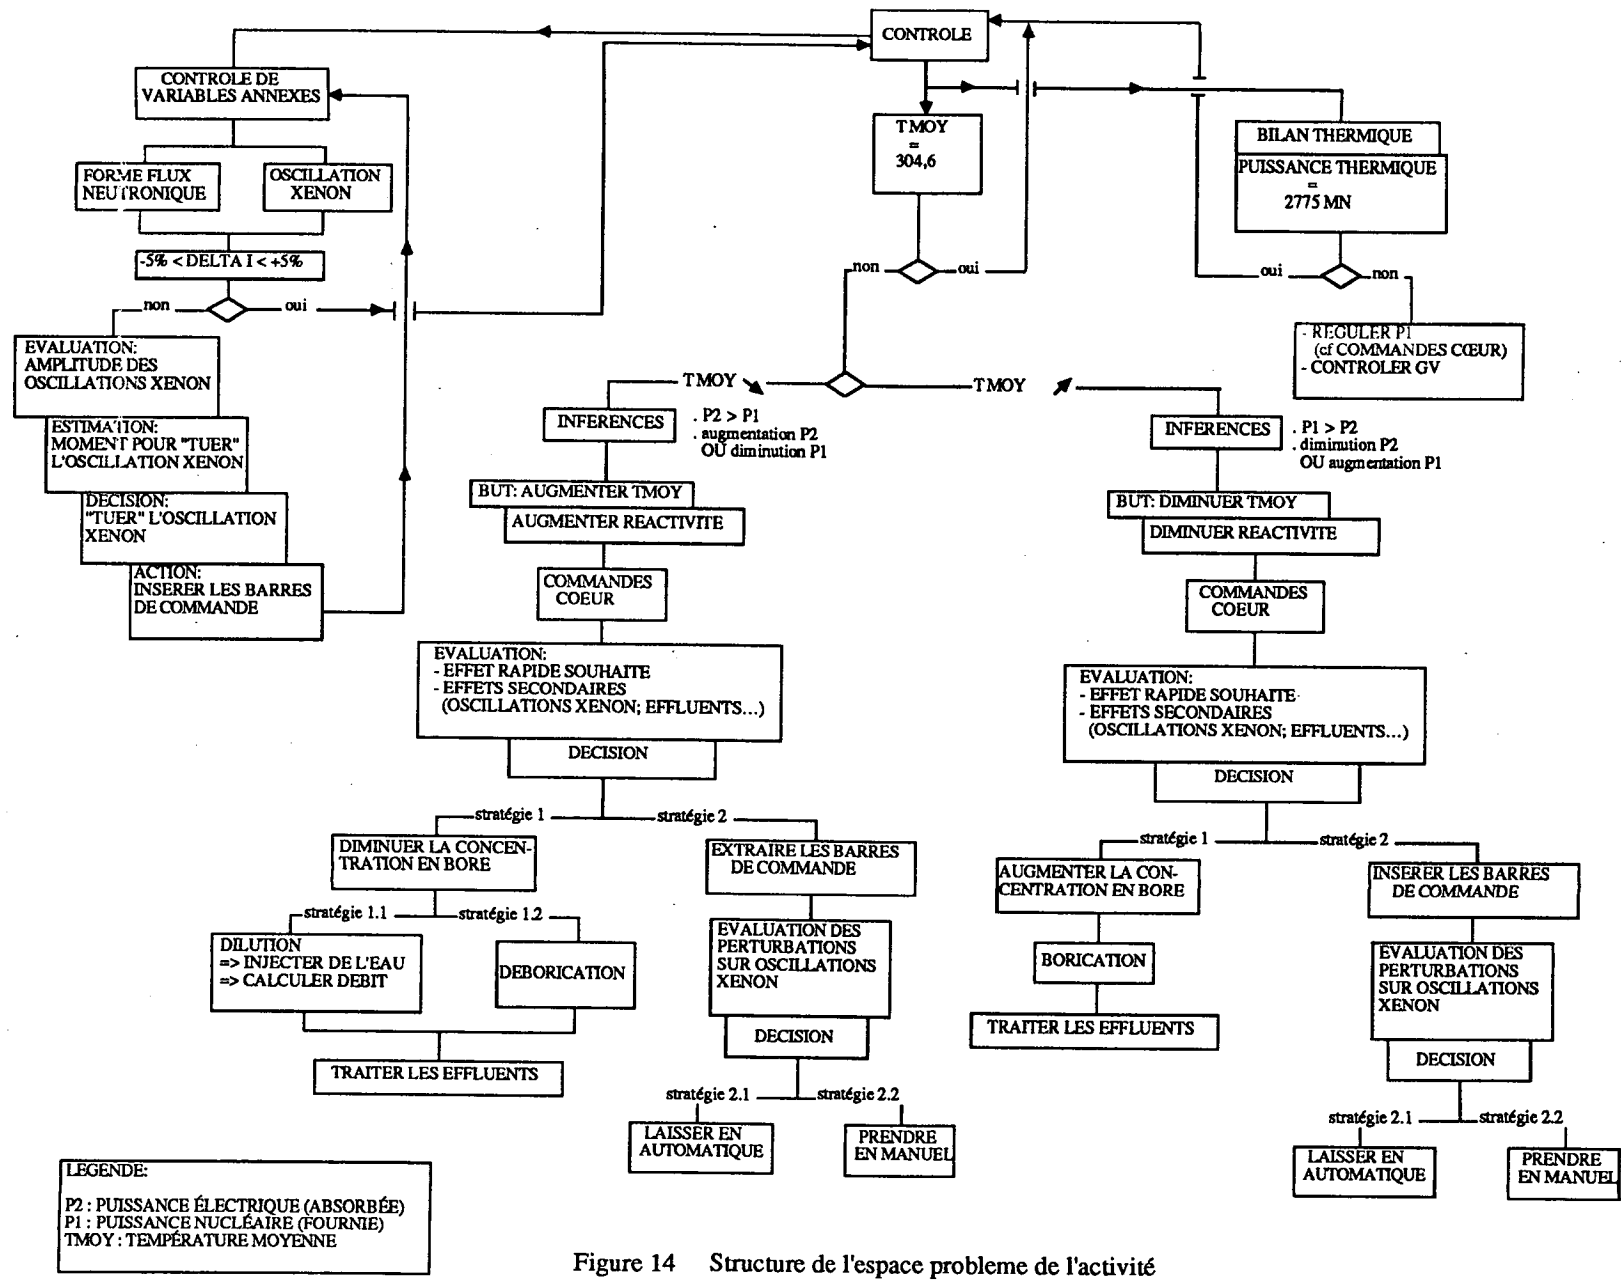 CONTROLE
CONTROLE DE
VARIABLES ANNEXES
FORME FLUX
NEUTRONIQUE
OSCILLATION
XENON
-5% < DELTA I < +5%
non
oui
EVALUATION:
AMPLITUDE DES
OSCILLATIONS XENON
ESTIMATION:
MOMENT POUR "TUER"
L'OSCILLATION XENON
DECISION:
"TUER" L'OSCILLATION
XENON
ACTION:
INSERER LES BARRES
DE COMMANDE
TMOY
=
304,6
non
oui
BILAN THERMIQUE
PUISSANCE THERMIQUE
=
2775 MN
oui
non
- REGULER P1
(cf COMMANDES CŒUR)
- CONTROLER GV
TMOY
TMOY
INFERENCES
. P2 > P1
. augmentation P2
OU diminution P1
BUT: AUGMENTER TMOY
AUGMENTER REACTIVITE
COMMANDES
COEUR
EVALUATION:
- EFFET RAPIDE SOUHAITE
- EFFETS SECONDAIRES
(OSCILLATIONS XENON; EFFLUENTS...)
DECISION
stratégie 1
stratégie 2
DIMINUER LA CONCEN-
TRATION EN BORE
stratégie 1.1
stratégie 1.2
DILUTION
=> INJECTER DE L'EAU
=> CALCULER DEBIT
DEBORICATION
TRAITER LES EFFLUENTS
EXTRAIRE LES BARRES
DE COMMANDE
EVALUATION DES
PERTURBATIONS
SUR OSCILLATIONS
XENON
DECISION
stratégie 2.1
stratégie 2.2
LAISSER EN
AUTOMATIQUE
PRENDRE
EN MANUEL
INFERENCES
. P1 > P2
. diminution P2
OU augmentation P1
BUT: DIMINUER TMOY
DIMINUER REACTIVITE
COMMANDES
COEUR
EVALUATION:
- EFFET RAPIDE SOUHAITE
- EFFETS SECONDAIRES
(OSCILLATIONS XENON; EFFLUENTS...)
DECISION
stratégie 1
stratégie 2
AUGMENTER LA CON-
CENTRATION EN BORE
BORICATION
TRAITER LES EFFLUENTS
INSERER LES BARRES
DE COMMANDE
EVALUATION DES
PERTURBATIONS
SUR OSCILLATIONS
XENON
DECISION
stratégie 2.1
stratégie 2.2
LAISSER EN
AUTOMATIQUE
PRENDRE
EN MANUEL
LEGENDE:
P2 : PUISSANCE ÉLECTRIQUE (ABSORBÉE)
P1 : PUISSANCE NUCLÉAIRE (FOURNIE)
TMOY : TEMPÉRATURE MOYENNE
Figure 14 Structure de l'espace probleme de l'activité